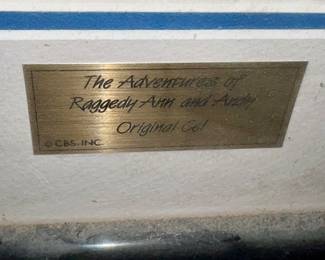 The Adventures of
Raggedy Ann and Andy
Original Cel
© CBS, INC.